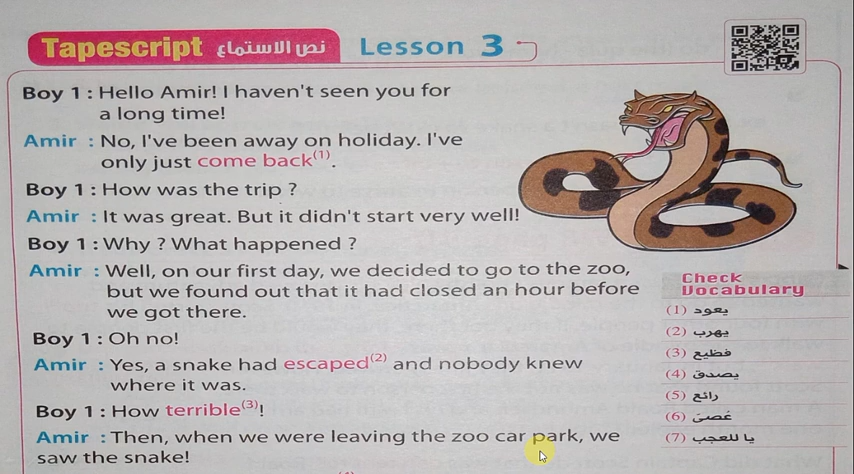 Tapescript نص الاستماع Lesson 3
Boy 1 : Hello Amir! I haven't seen you for
a long time!
Amir : No, I've been away on holiday. I've
only just come back(1).
Boy 1 : How was the trip ?
Amir : It was great. But it didn't start very well!
Boy 1 : Why ? What happened ?
Amir : Well, on our first day, we decided to go to the zoo,
but we found out that it had closed an hour before
we got there.
Boy 1 : Oh no!
Amir : Yes, a snake had escaped(2) and nobody knew
where it was.
Boy 1 : How terrible(3)!
Amir : Then, when we were leaving the zoo car park, we
saw the snake!
Check
Vocabulary
(1) يعود
(2) يهرب
(3) فظيع
(4) يصدق
(5) رائع
(6) عصى
(7) يا للعجب